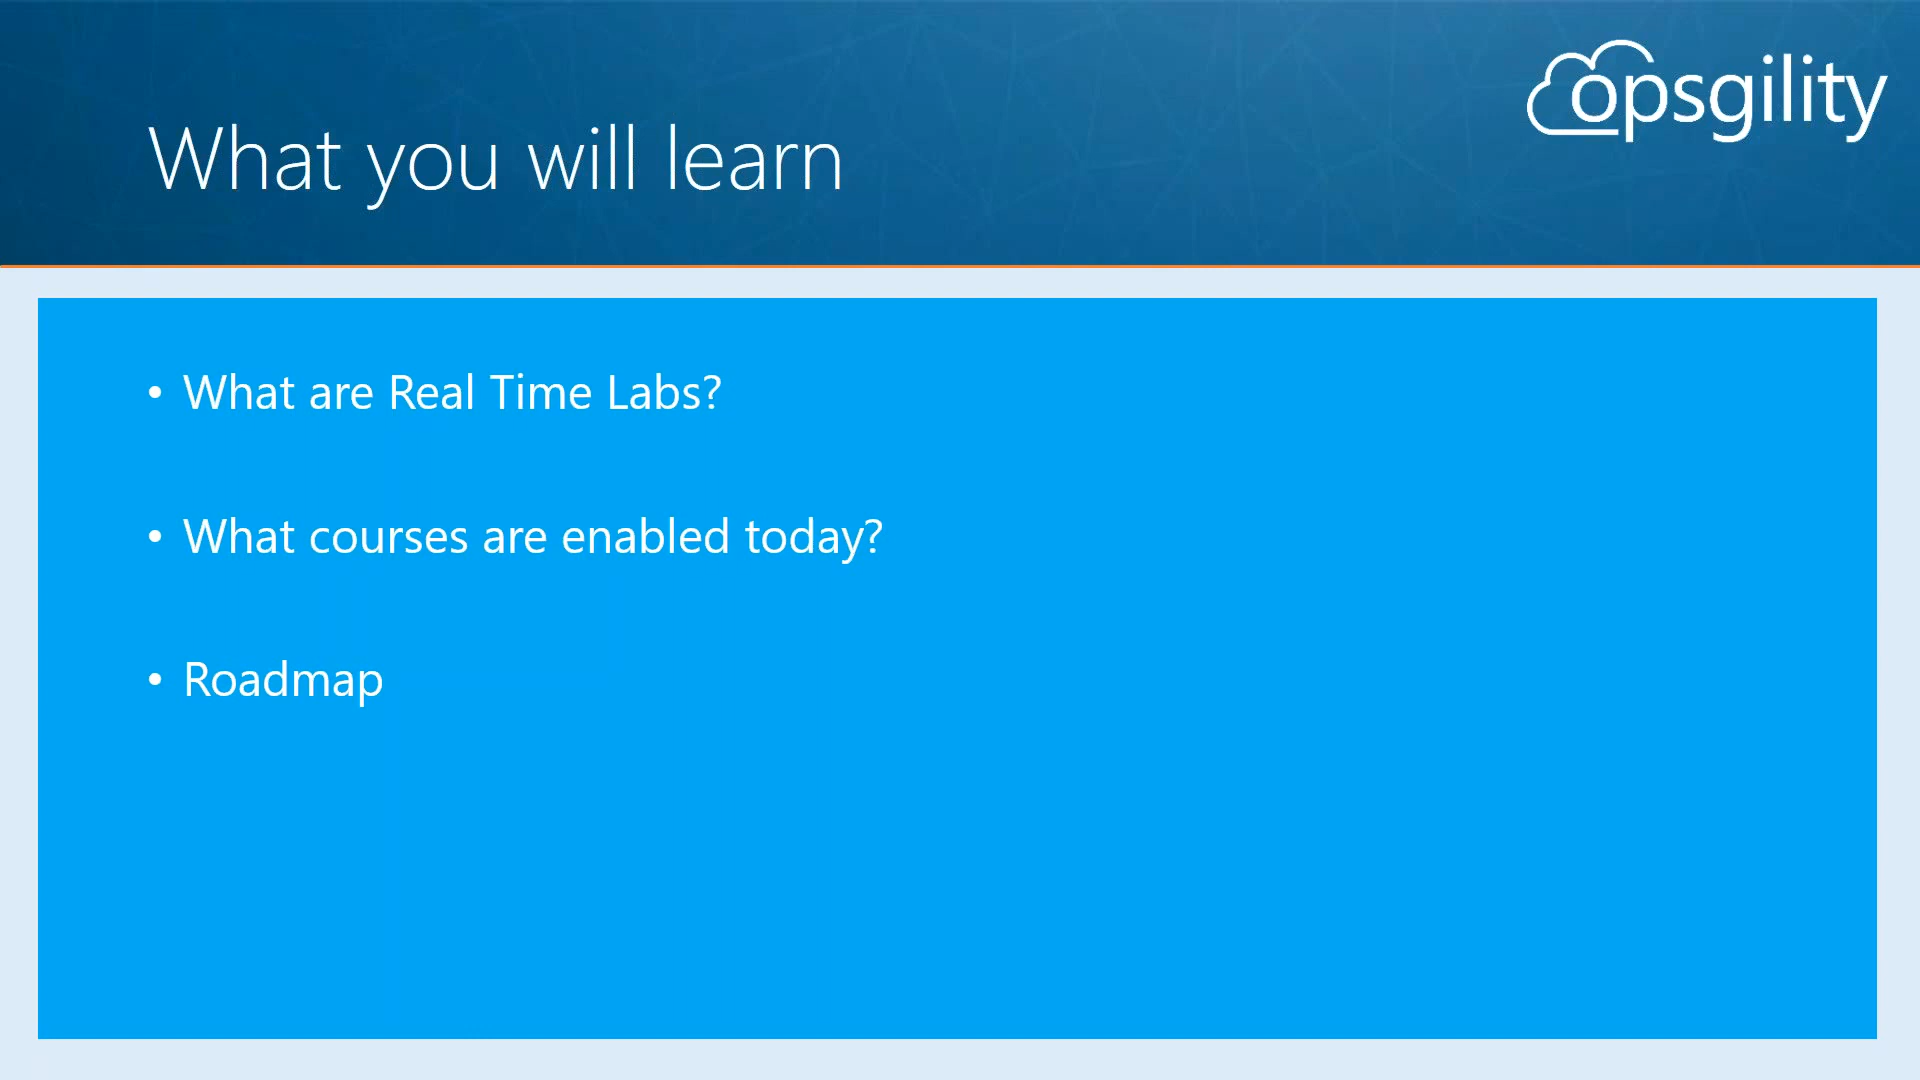 opsgility
What you will learn
• What are Real Time Labs?
• What courses are enabled today?
• Roadmap